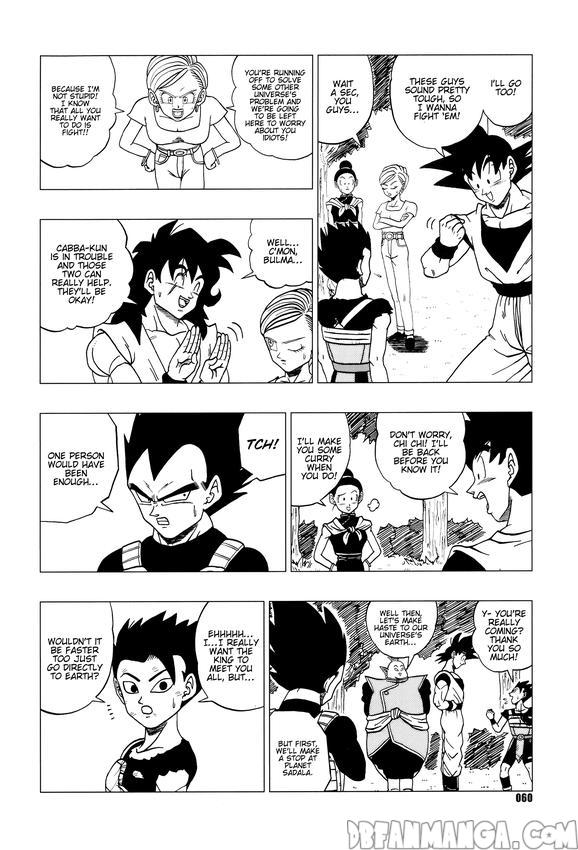 I'LL GO
TOO!
THESE GUYS
SOUND PRETTY
TOUGH, SO I
WANNA
FIGHT 'EM!
WAIT
A SEC,
YOU
GUYS...
YOU'RE RUNNING
OFF TO SOLVE
SOME OTHER
UNIVERSE'S
PROBLEM AND
WE'RE GOING
BE LEFT
HERE TO WORRY
ABOUT YOU
IDIOTS!
BECAUSE I'M
NOT STUPID!
I KNOW
THAT ALL YOU
REALLY WANT
TO DO IS
FIGHT!!
WELL...
C'MON,
BULMA...
CABBA-KUN
IS IN TROUBLE
AND THOSE
TWO CAN
REALLY HELP.
THEY'LL BE
OKAY!
DON'T WORRY,
CHI CHI! I'LL
BE BACK
BEFORE YOU
KNOW IT!
I'LL MAKE
YOU SOME
CURRY
WHEN YOU
DO!
TCH!
ONE PERSON
WOULD HAVE
BEEN
ENOUGH...
Y- YOU'RE
REALLY
COMING?
THANK YOU
SO MUCH!
WELL THEN,
LET'S MAKE
HASTE TO OUR
UNIVERSE'S
EARTH...
BUT FIRST,
WE'LL MAKE
A STOP AT
PLANET
SADALA.
EHHHHH...
I...I REALLY
WANT
THE KING TO
MEET YOU
ALL, BUT...
WOULDN'T IT
BE FASTER
TOO JUST
GO DIRECTLY
TO EARTH?
060
DBFANMANGA.COM